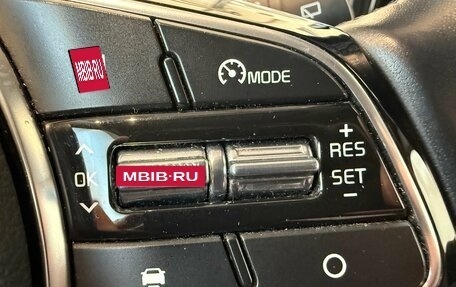 MBIB.RU
MODE
+
RES
OK
MBIB·RU
SET
-